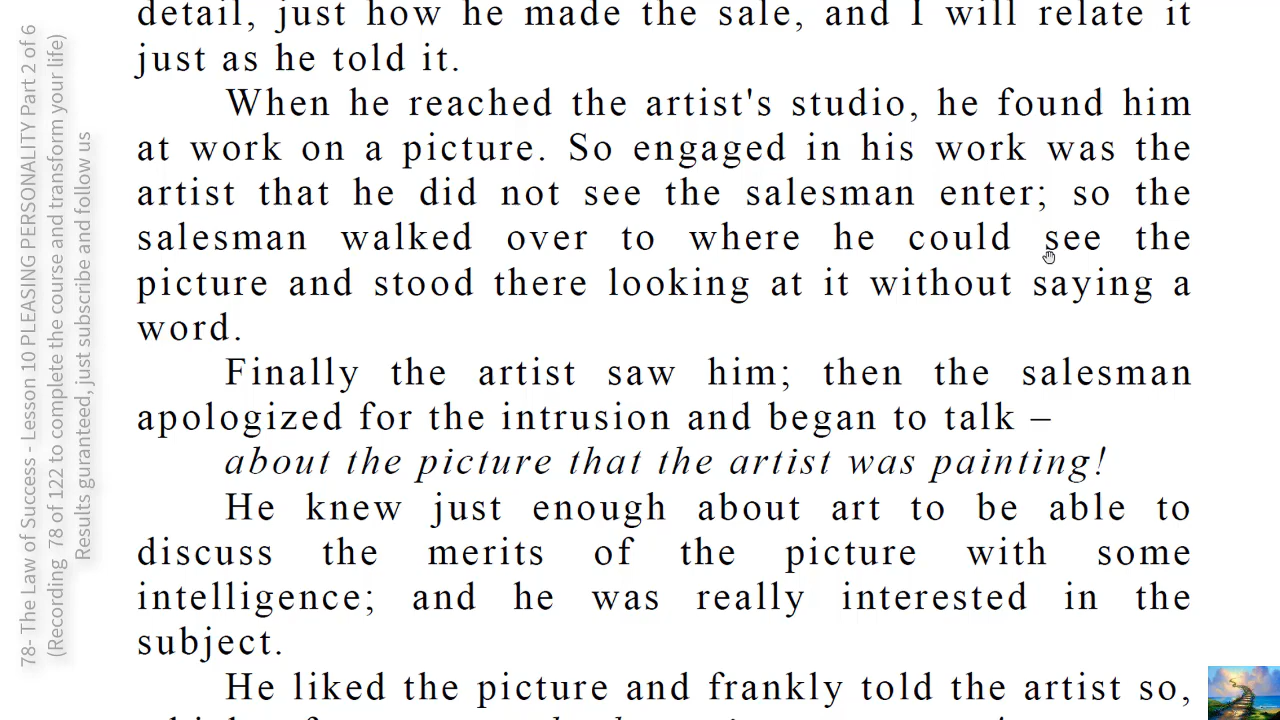 detail, just how he made the sale, and I will relate it
just as he told it.
When he reached the artist's studio, he found him
at work on a picture. So engaged in his work was the
artist that he did not see the salesman enter; so the
salesman walked over to where he could see the
picture and stood there looking at it without saying a
word.
Finally the artist saw him; then the salesman
apologized for the intrusion and began to talk –
about the picture that the artist was painting!
He knew just enough about art to be able to
discuss the merits of the picture with some
intelligence; and he was really interested in the
subject.
He liked the picture and frankly told the artist so,
78- The Law of Success - Lesson 10 PLEASING PERSONALITY Part 2 of 6
(Recording 78 of 122 to complete the course and transform your life)
Results guranteed, just subscribe and follow us